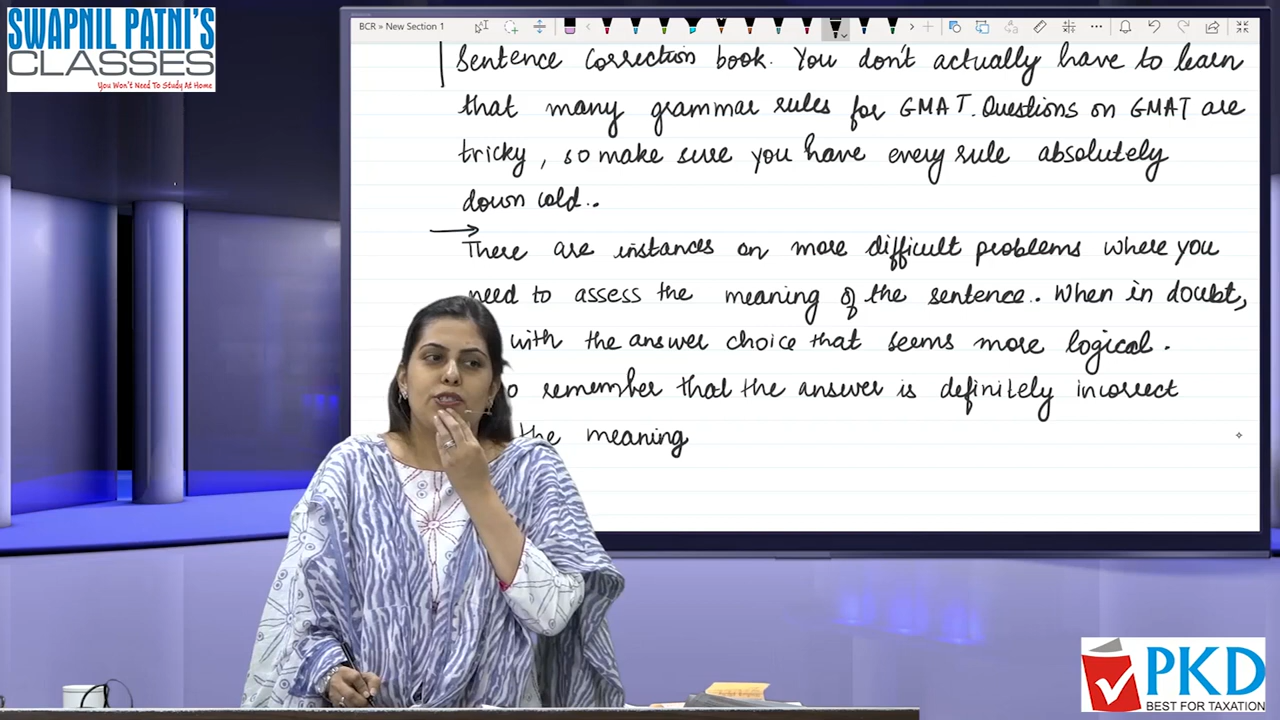 SWAPNIL PATNI'S
CLASSES
You Won't Need To Study At Home
BCR » New Section 1
Sentence Correction book. You don't actually have to learn
that many grammar rules for GMAT. Questions on GMAT are
tricky, so make sure you have every rule absolutely
down cold..
There are instances on more difficult problems where you
need to assess the meaning of the sentence.. When in doubt,
with the answer choice that seems more logical.
remember that the answer is definitely incorrect
the meaning
PKD
BEST FOR TAXATION